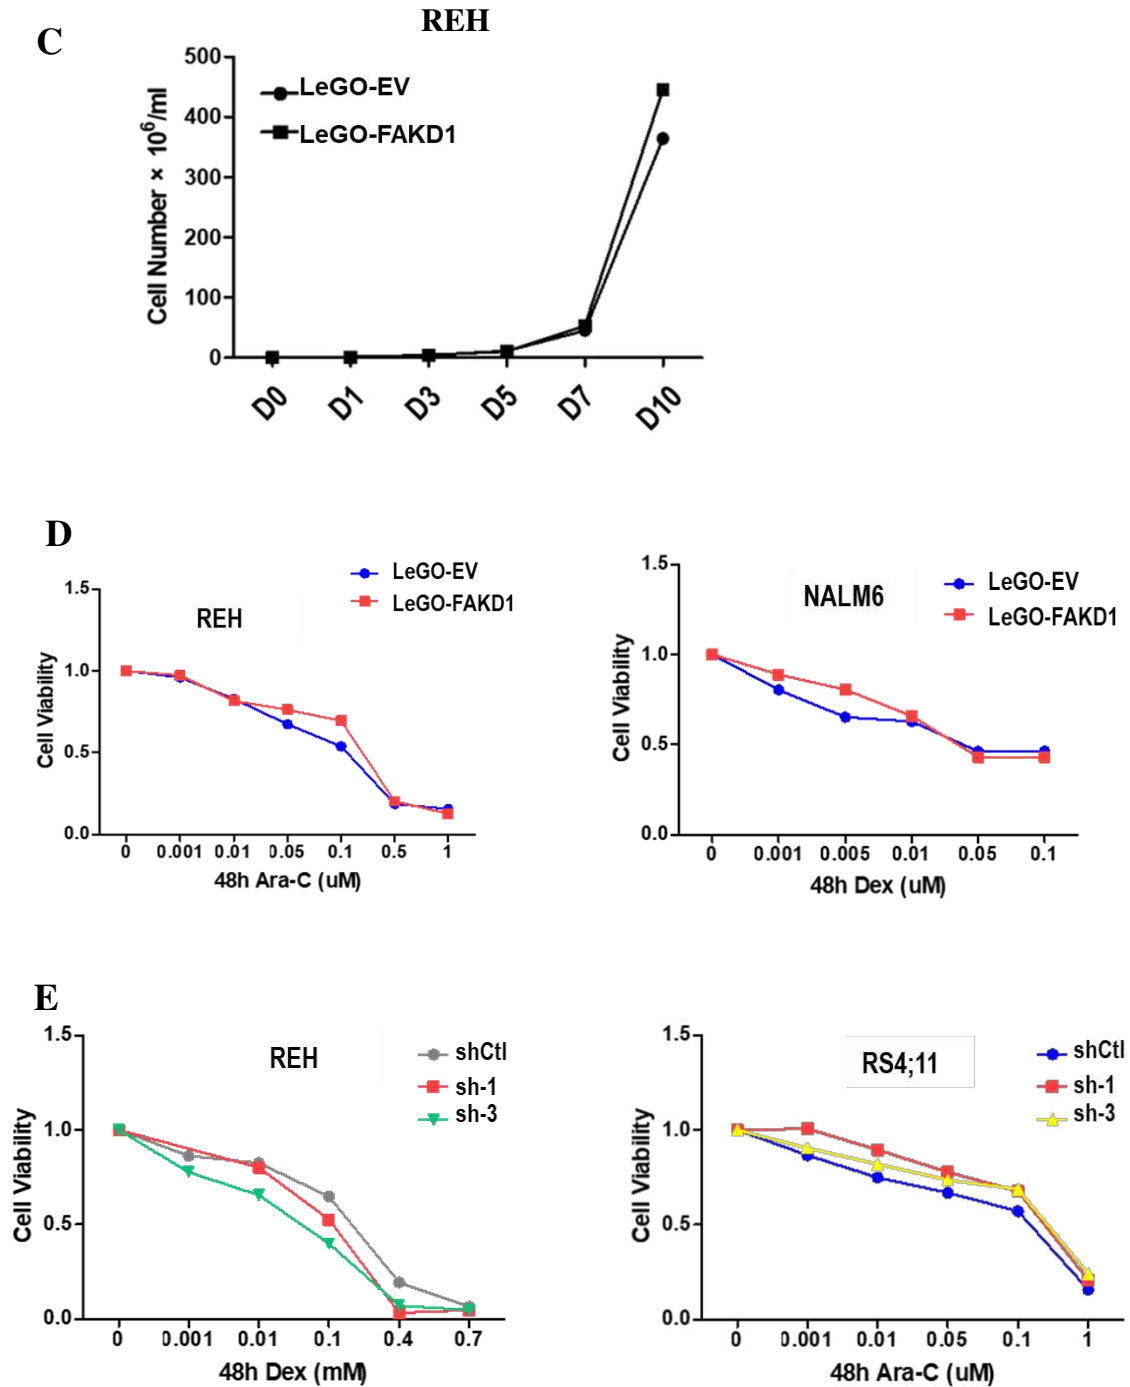 C
REH
500
400
300
200
100
0
Cell Number × 10⁶/ml
LeGO-EV
LeGO-FAKD1
D0 D1 D3 D5 D7 D10
D
1.5
1.0
0.5
0.0
Cell Viability
REH
LeGO-EV
LeGO-FAKD1
0 0.001 0.01 0.05 0.1 0.5 1
48h Ara-C (uM)
1.5
1.0
0.5
0.0
Cell Viability
NALM6
LeGO-EV
LeGO-FAKD1
0 0.001 0.005 0.01 0.05 0.1
48h Dex (uM)
E
1.5
1.0
0.5
0.0
Cell Viability
REH
shCtl
sh-1
sh-3
0 0.001 0.01 0.1 0.4 0.7
48h Dex (mM)
1.5
1.0
0.5
0.0
Cell Viability
RS4;11
shCtl
sh-1
sh-3
0 0.001 0.01 0.05 0.1 1
48h Ara-C (uM)